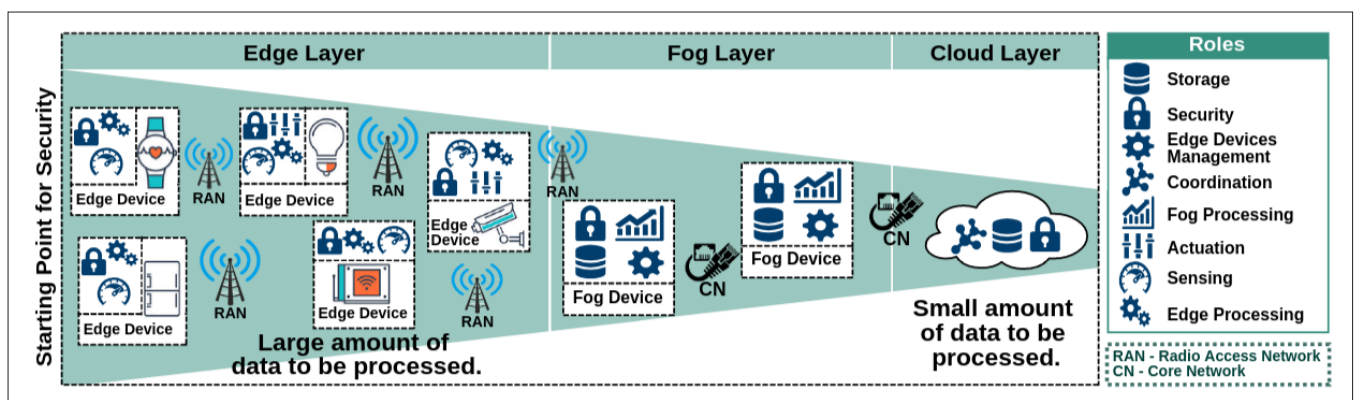 Edge Layer
Fog Layer
Cloud Layer
Starting Point for Security
Edge Device
RAN
Edge Device
RAN
Edge
Device
RAN
Edge Device
RAN
Edge Device
RAN
Large amount of
data to be processed.
Fog Device
CN
Fog Device
CN
Small amount
of data to be
processed.
Roles
Storage
Security
Edge Devices
Management
Coordination
Fog Processing
Actuation
Sensing
Edge Processing
RAN - Radio Access Network
CN - Core Network